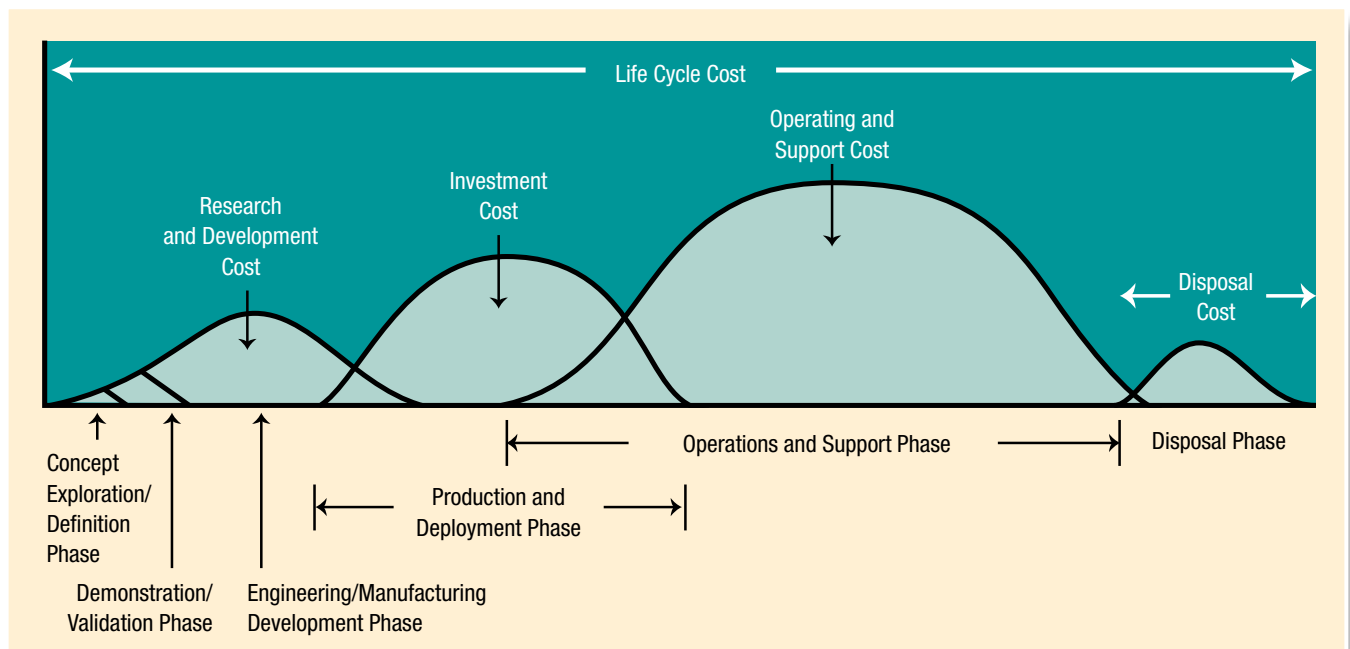 Life Cycle Cost
Operating and
Support Cost
Investment
Cost
Research
and Development
Cost
Disposal
Cost
Operations and Support Phase
Disposal Phase
Concept
Exploration/
Definition
Phase
Production and
Deployment Phase
Demonstration/
Validation Phase
Engineering/Manufacturing
Development Phase